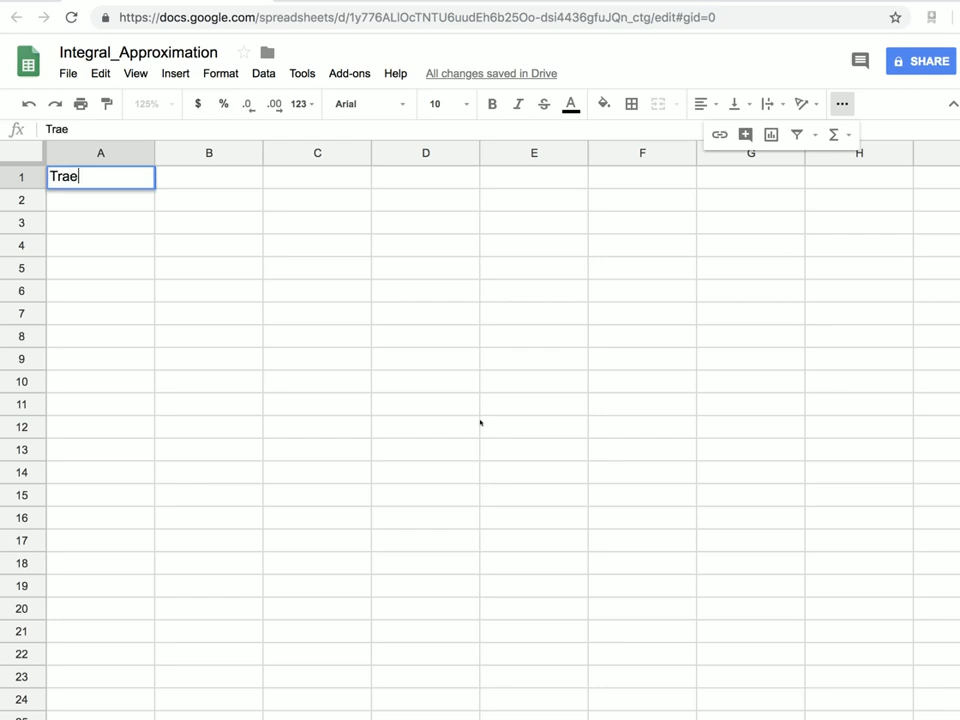 https://docs.google.com/spreadsheets/d/1y776ALlOcTNTU6uudEh6b25Oo-dsi4436gfuJQn_ctg/edit#gid=0
Integral_Approximation
File Edit View Insert Format Data Tools Add-ons Help All changes saved in Drive
SHARE
125% $ % .0 .00 123 Arial 10 B I S A
fx Trae
A B C D E F G H
1 Trae
2
3
4
5
6
7
8
9
10
11
12
13
14
15
16
17
18
19
20
21
22
23
24